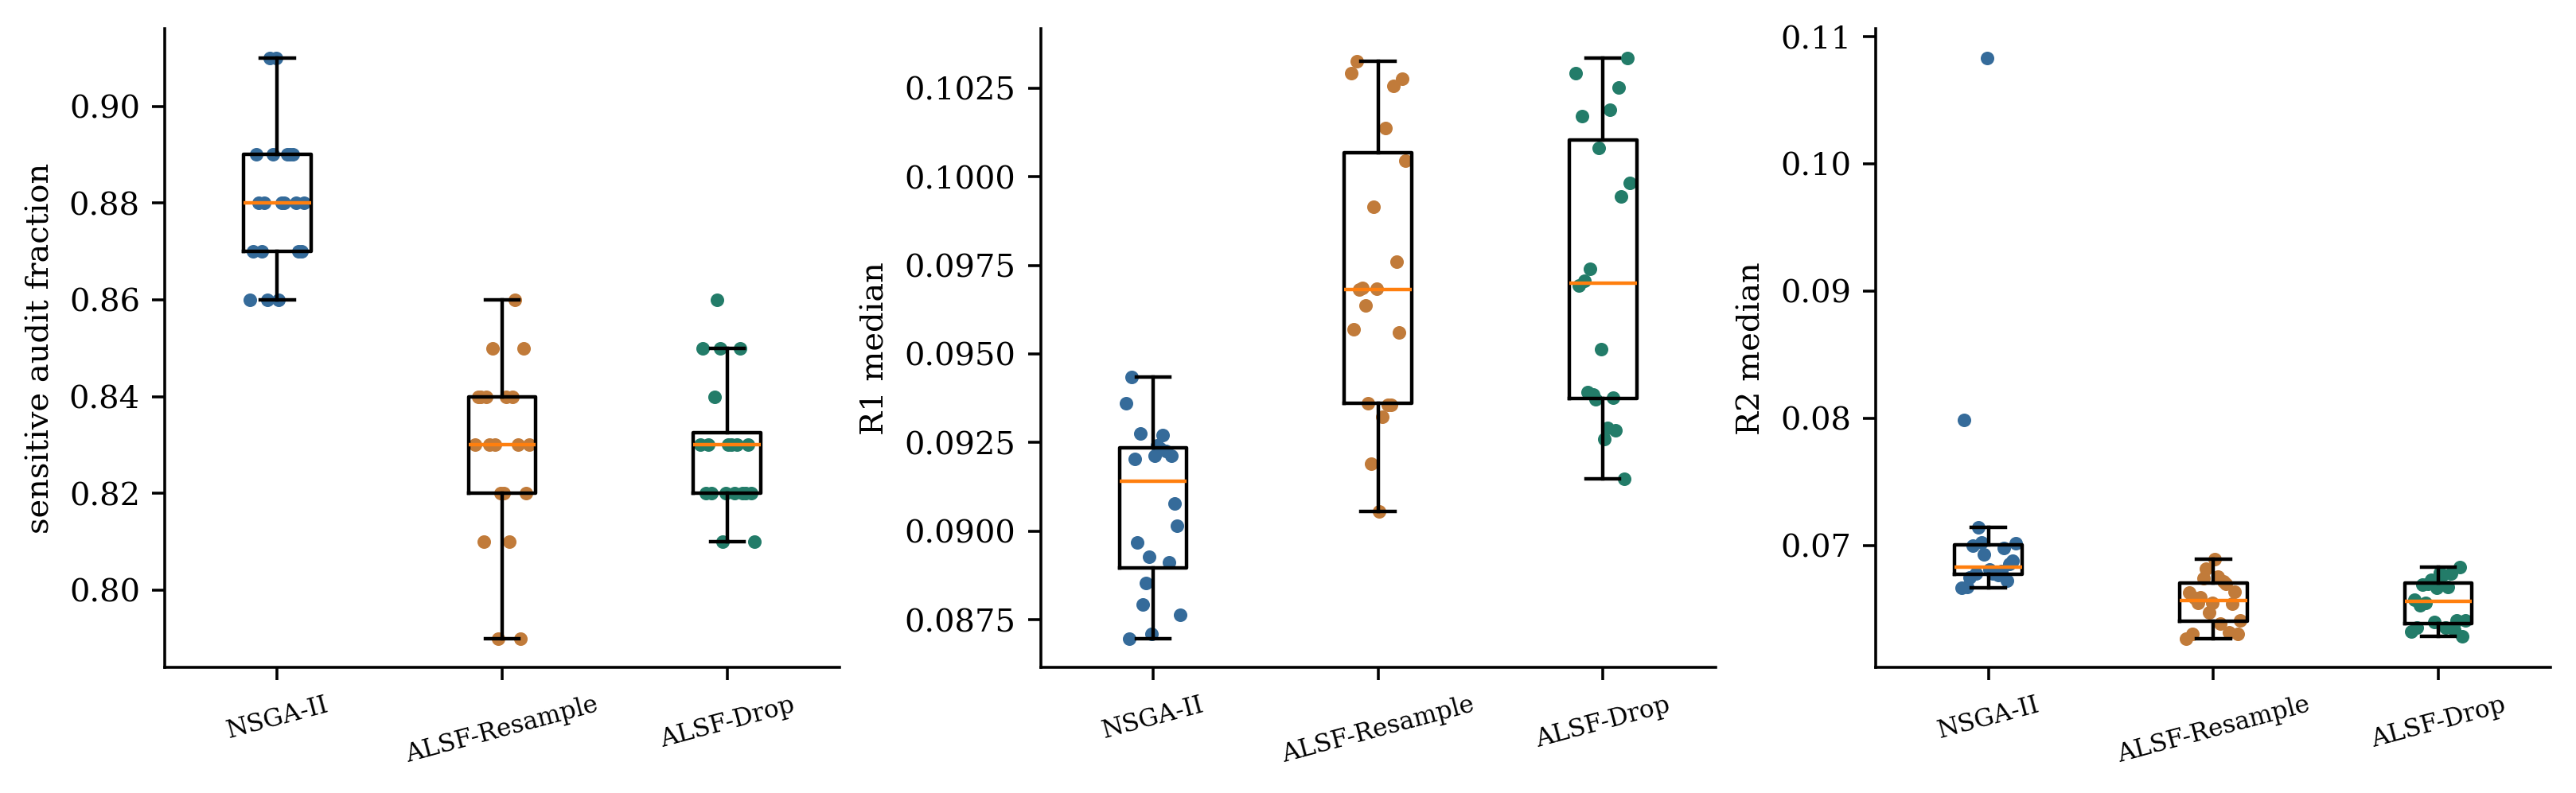 sensitive audit fraction
0.90
0.88
0.86
0.84
0.82
0.80
NSGA-II
ALSF-Resample
ALSF-Drop
R1 median
0.1025
0.1000
0.0975
0.0950
0.0925
0.0900
0.0875
NSGA-II
ALSF-Resample
ALSF-Drop
R2 median
0.11
0.10
0.09
0.08
0.07
NSGA-II
ALSF-Resample
ALSF-Drop